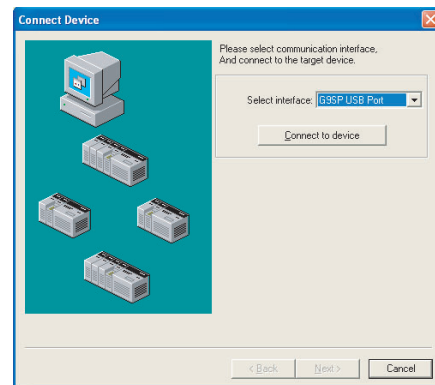 Connect Device
Please select communication interface,
And connect to the target device.
Select interface: G9SP USB Port
Connect to device
< Back Next > Cancel